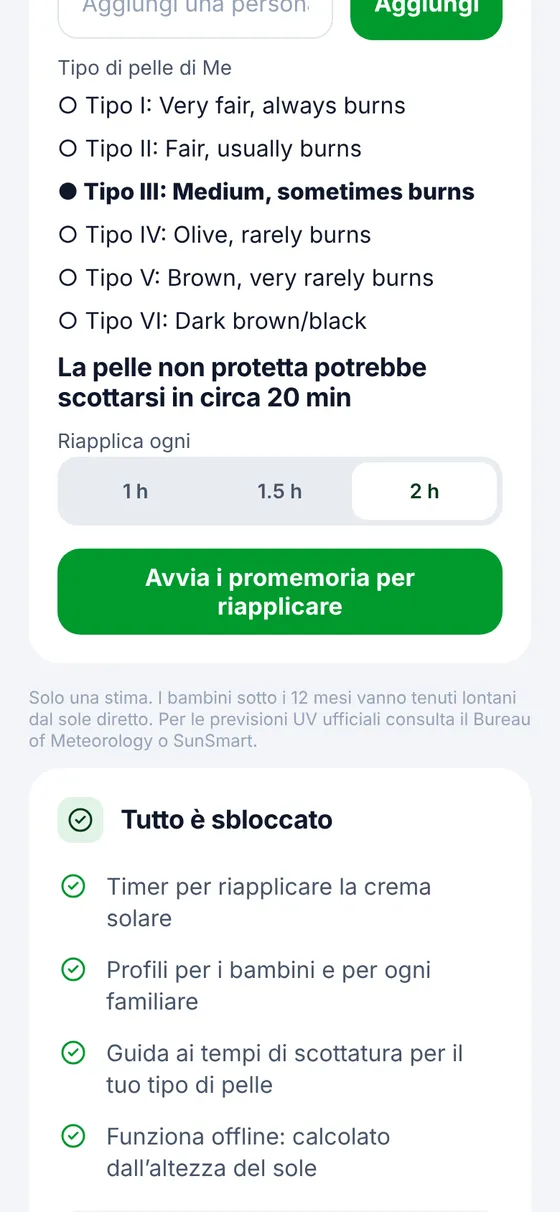 Aggiungi una person
Aggiungi
Tipo di pelle di Me
Tipo I: Very fair, always burns
Tipo II: Fair, usually burns
Tipo III: Medium, sometimes burns
Tipo IV: Olive, rarely burns
Tipo V: Brown, very rarely burns
Tipo VI: Dark brown/black
La pelle non protetta potrebbe
scottarsi in circa 20 min
Riapplica ogni
1 h
1.5 h
2 h
Avvia i promemoria per
riapplicare
Solo una stima. I bambini sotto i 12 mesi vanno tenuti lontani
dal sole diretto. Per le previsioni UV ufficiali consulta il Bureau
of Meteorology o SunSmart.
Tutto è sbloccato
Timer per riapplicare la crema
solare
Profili per i bambini e per ogni
familiare
Guida ai tempi di scottatura per il
tuo tipo di pelle
Funziona offline: calcolato
dall’altezza del sole